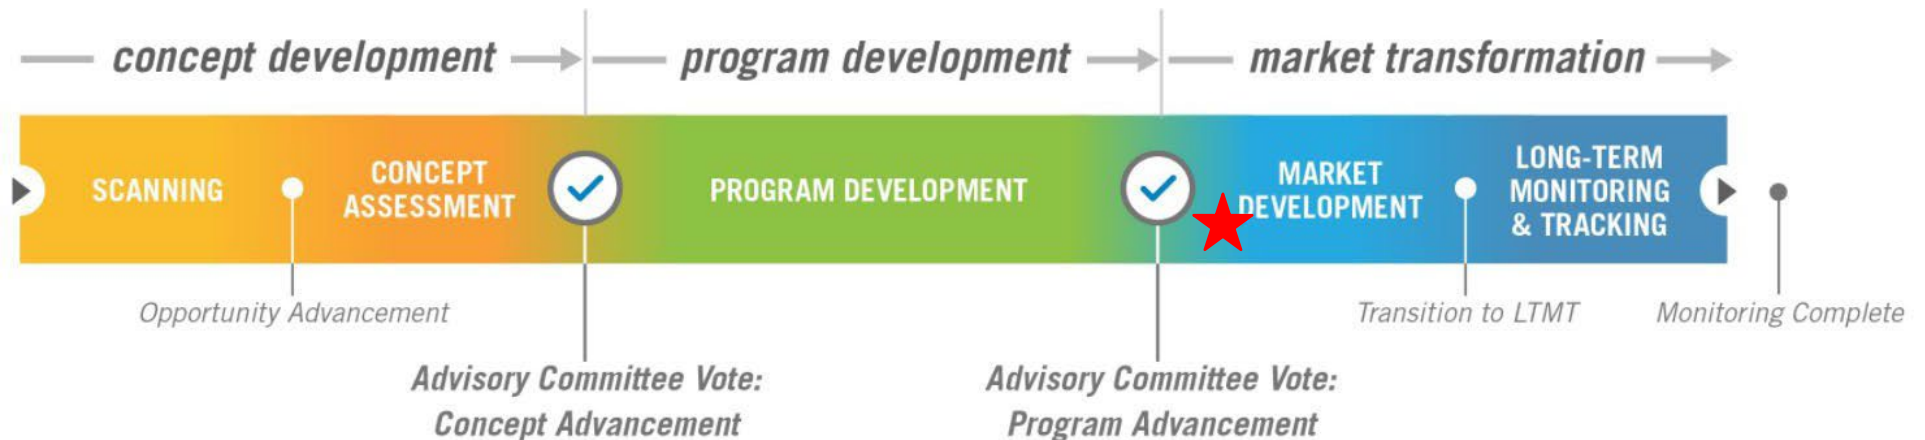 concept development
program development
market transformation
SCANNING
CONCEPT
ASSESSMENT
PROGRAM DEVELOPMENT
MARKET
DEVELOPMENT
LONG-TERM
MONITORING
& TRACKING
Opportunity Advancement
Transition to LTMT
Monitoring Complete
Advisory Committee Vote:
Concept Advancement
Advisory Committee Vote:
Program Advancement